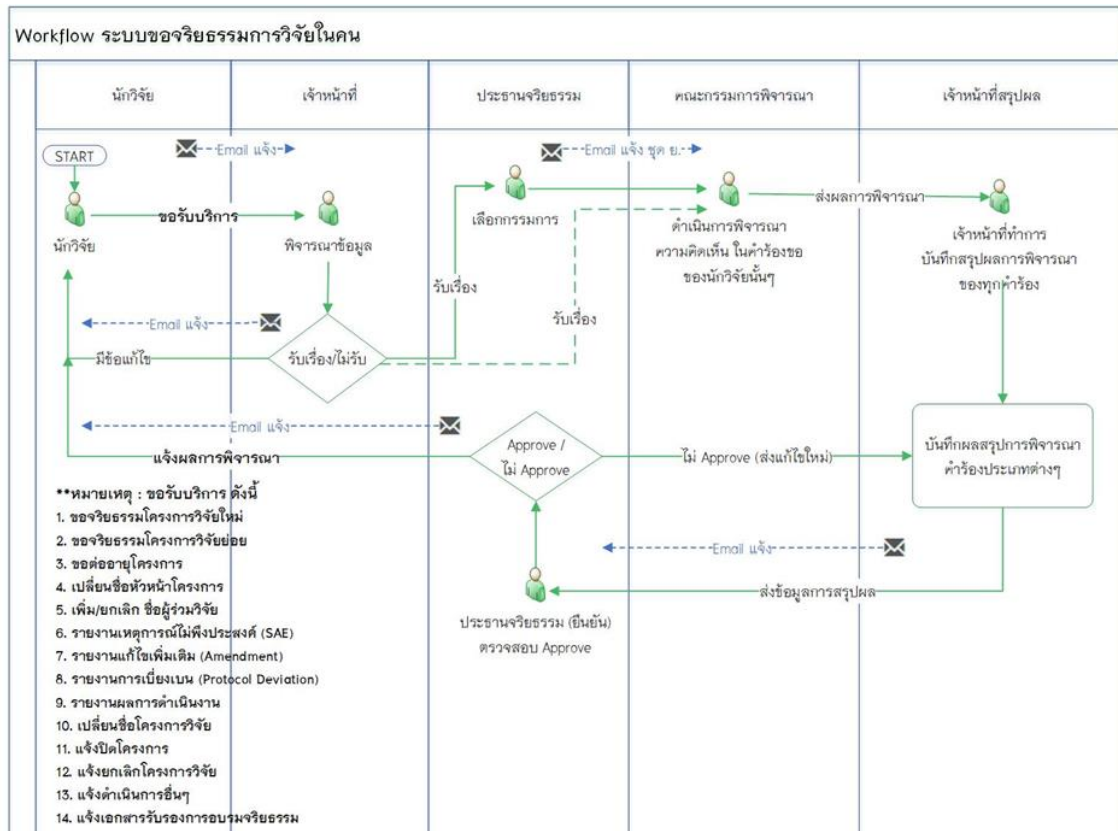 Workflow ระบบขอจริยธรรมการวิจัยในคน
นักวิจัย
เจ้าหน้าที่
ประธานจริยธรรม
คณะกรรมการพิจารณา
เจ้าหน้าที่สรุปผล
START
Email แจ้ง
Email แจ้ง ชุด ย.
ขอรับบริการ
ส่งผลการพิจารณา
นักวิจัย
พิจารณาข้อมูล
เลือกกรรมการ
ดำเนินการพิจารณา
ความคิดเห็น ในคำร้องขอ
ของนักวิจัยนั้นๆ
เจ้าหน้าที่ทำการ
บันทึกสรุปผลการพิจารณา
ของทุกคำร้อง
รับเรื่อง
รับเรื่อง
Email แจ้ง
มีข้อแก้ไข
รับเรื่อง/ไม่รับ
Email แจ้ง
แจ้งผลการพิจารณา
Approve /
ไม่ Approve
ไม่ Approve (ส่งแก้ไขใหม่)
บันทึกผลสรุปการพิจารณา
คำร้องประเภทต่างๆ
Email แจ้ง
ส่งข้อมูลการสรุปผล
ประธานจริยธรรม (ยืนยัน)
ตรวจสอบ Approve
**หมายเหตุ : ขอรับบริการ ดังนี้
1. ขอจริยธรรมโครงการวิจัยใหม่
2. ขอจริยธรรมโครงการวิจัยย่อย
3. ขอต่ออายุโครงการ
4. เปลี่ยนชื่อหัวหน้าโครงการ
5. เพิ่ม/ยกเลิก ชื่อผู้ร่วมวิจัย
6. รายงานเหตุการณ์ไม่พึงประสงค์ (SAE)
7. รายงานแก้ไขเพิ่มเติม (Amendment)
8. รายงานการเบี่ยงเบน (Protocol Deviation)
9. รายงานผลการดำเนินงาน
10. เปลี่ยนชื่อโครงการวิจัย
11. แจ้งปิดโครงการ
12. แจ้งยกเลิกโครงการวิจัย
13. แจ้งดำเนินการอื่นๆ
14. แจ้งเอกสารรับรองการอบรมจริยธรรม